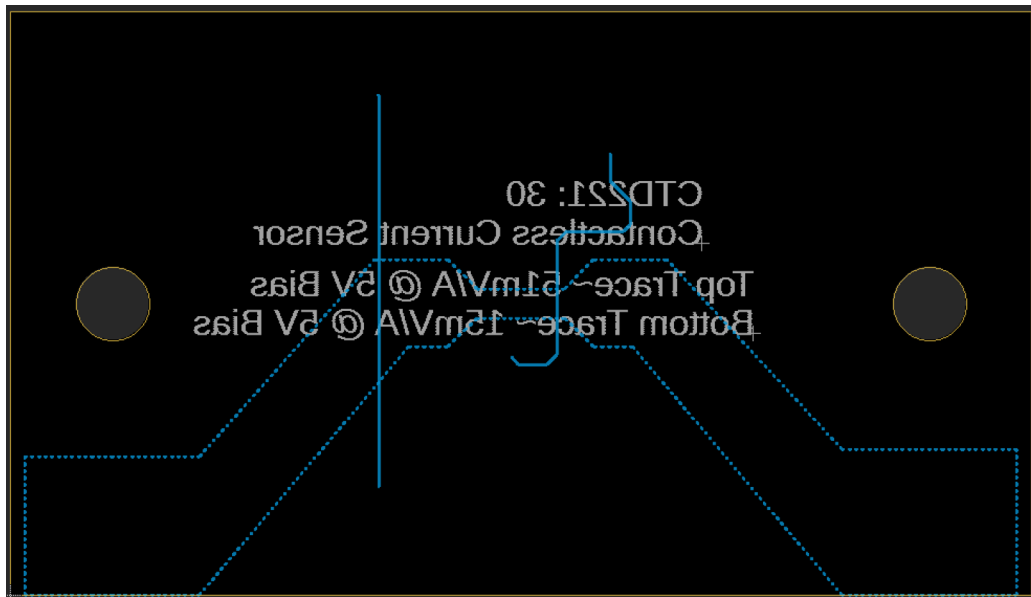 CTD221: 30
Contactless Current Sensor
Top Trace~ 51mV/A @ 5V Bias
Bottom Trace~ 15mV/A @ 5V Bias